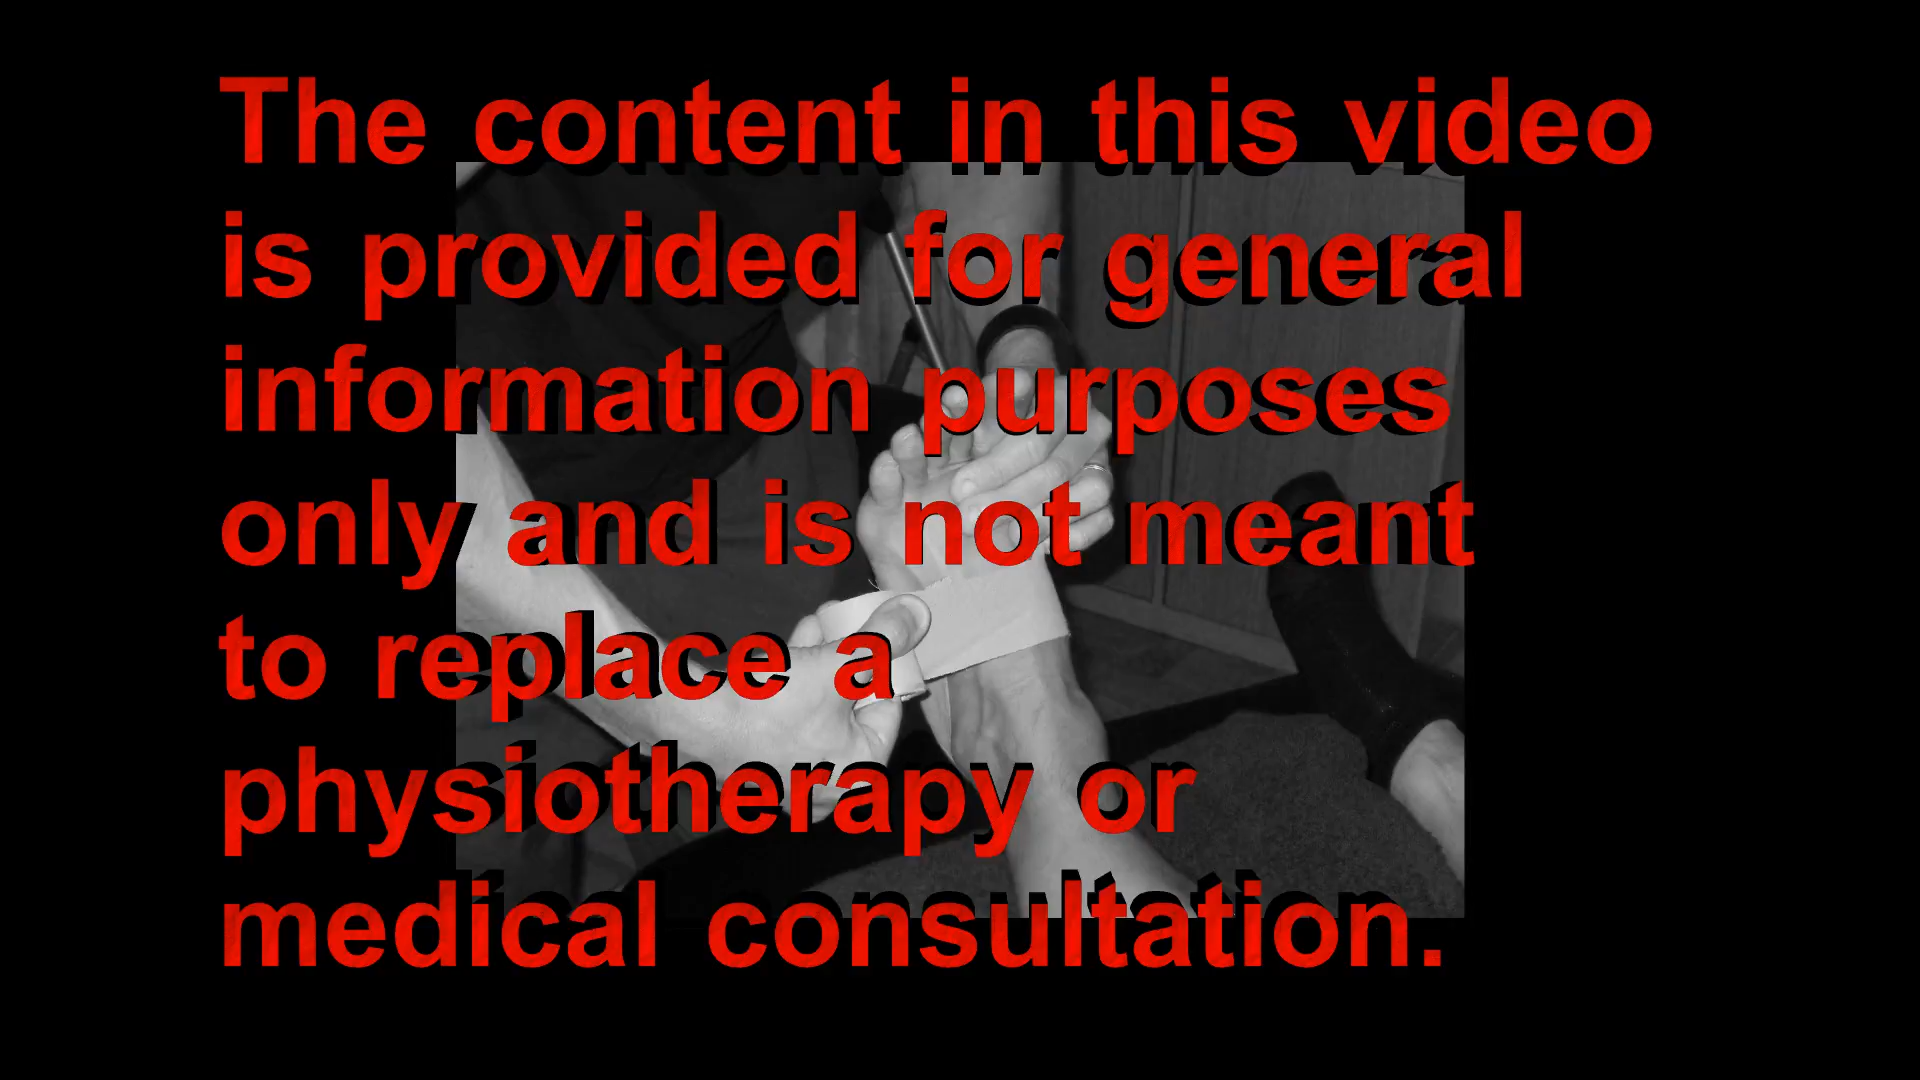 The content in this video
is provided for general
information purposes
only and is not meant
to replace a
physiotherapy or
medical consultation.